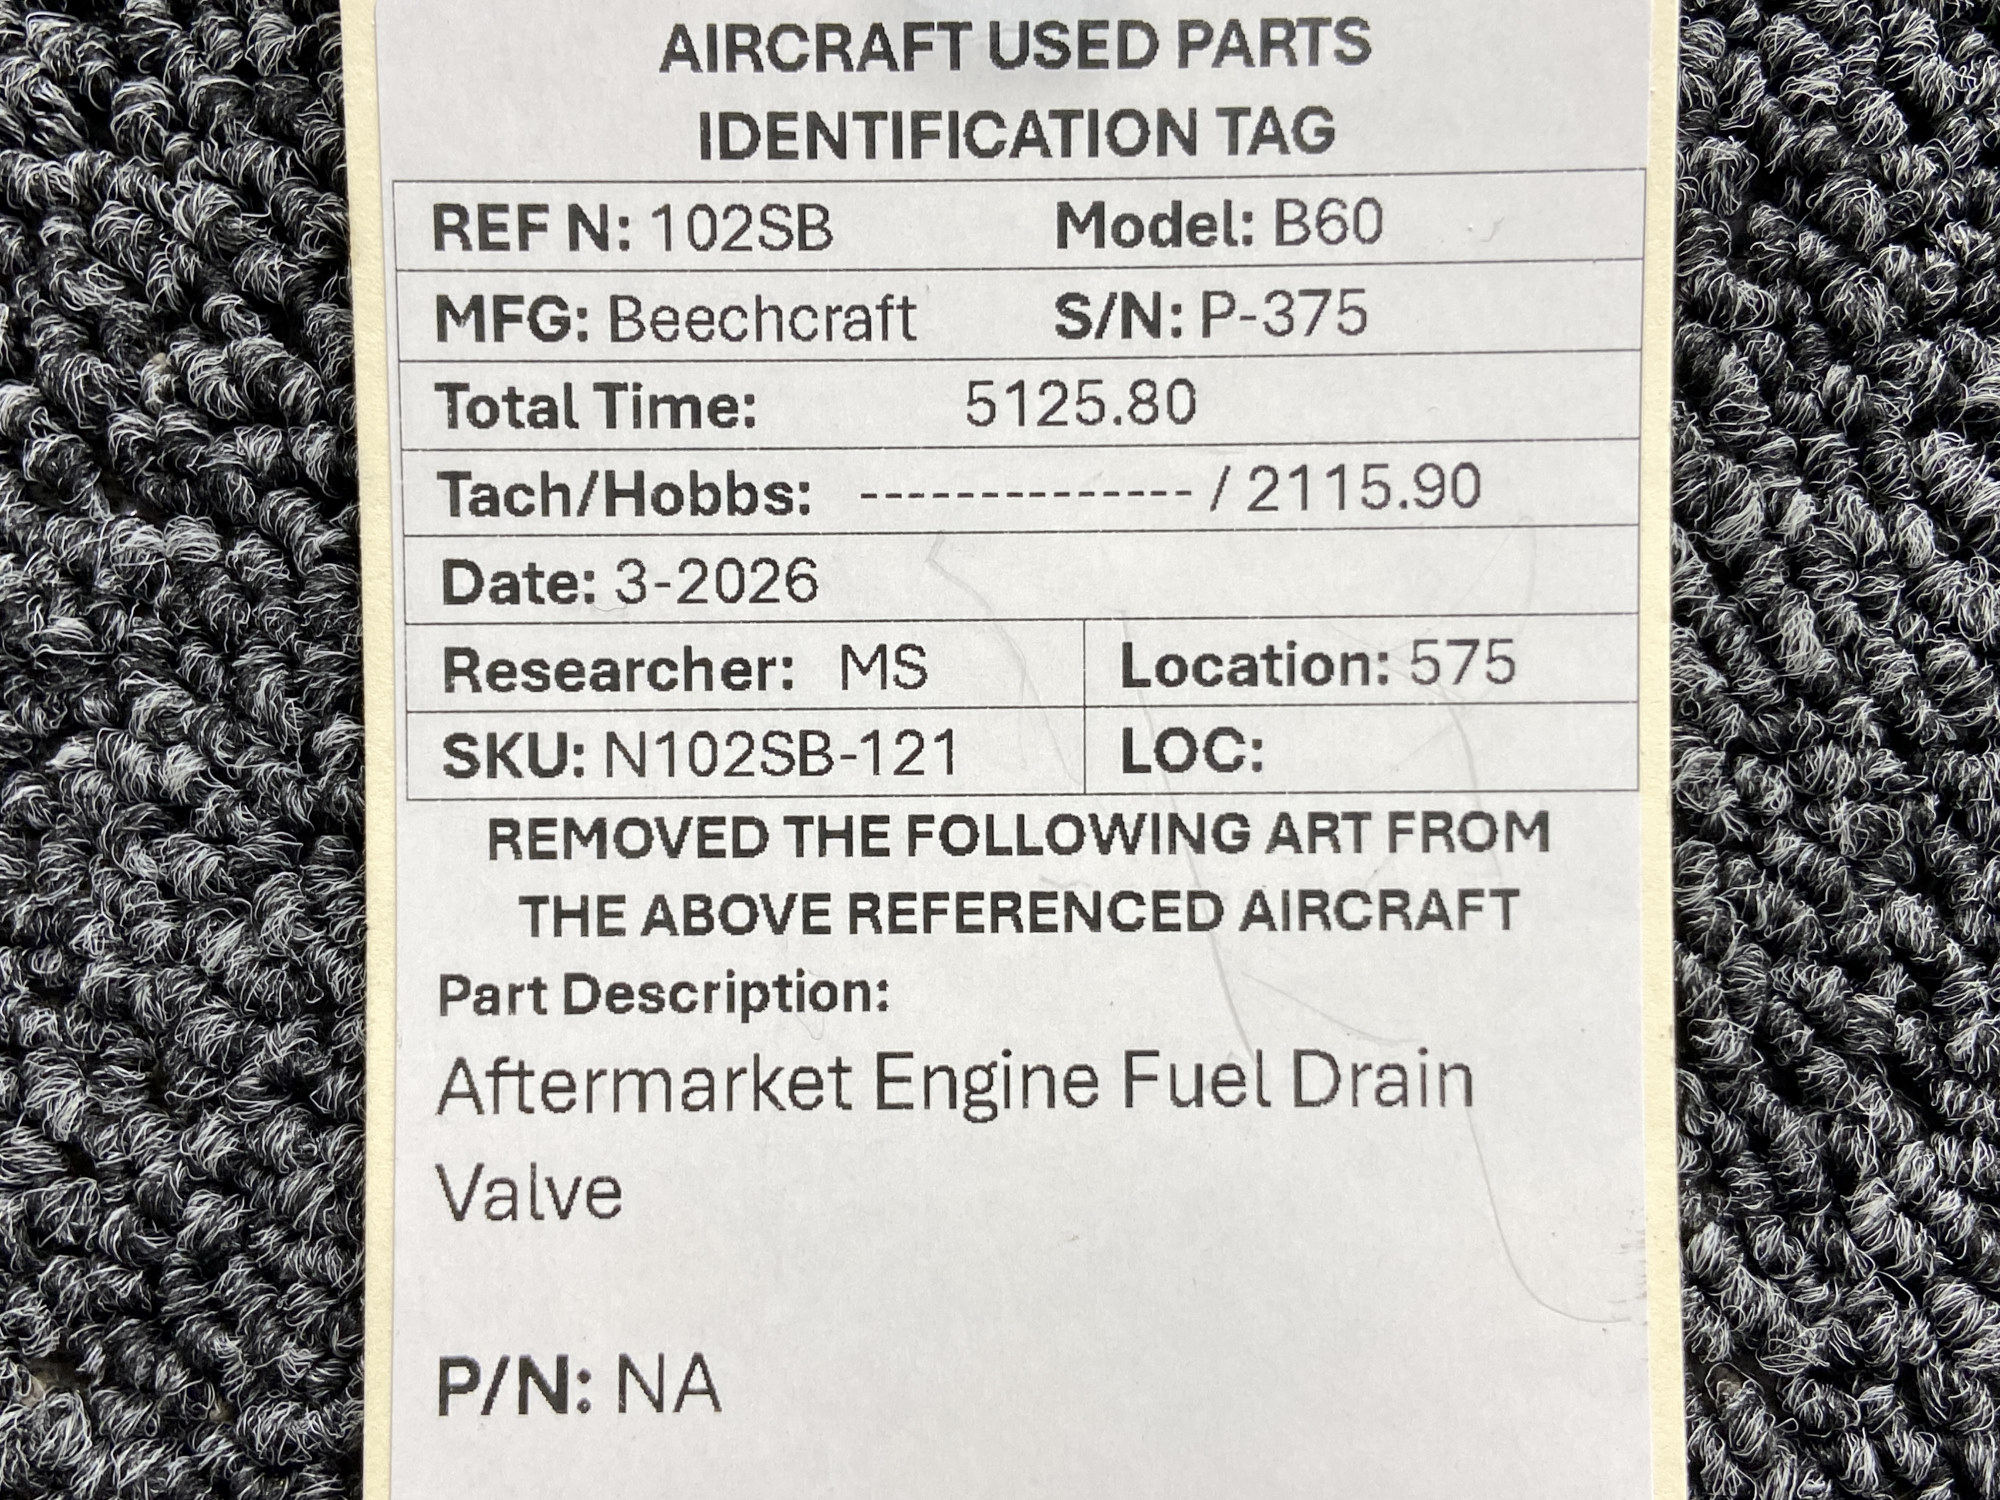 AIRCRAFT USED PARTS
IDENTIFICATION TAG
REF N: 102SB Model: B60
MFG: Beechcraft S/N: P-375
Total Time: 5125.80
Tach/Hobbs: -------------- / 2115.90
Date: 3-2026
Researcher: MS Location: 575
SKU: N102SB-121 LOC:
REMOVED THE FOLLOWING ART FROM
THE ABOVE REFERENCED AIRCRAFT
Part Description:
Aftermarket Engine Fuel Drain
Valve
P/N: NA